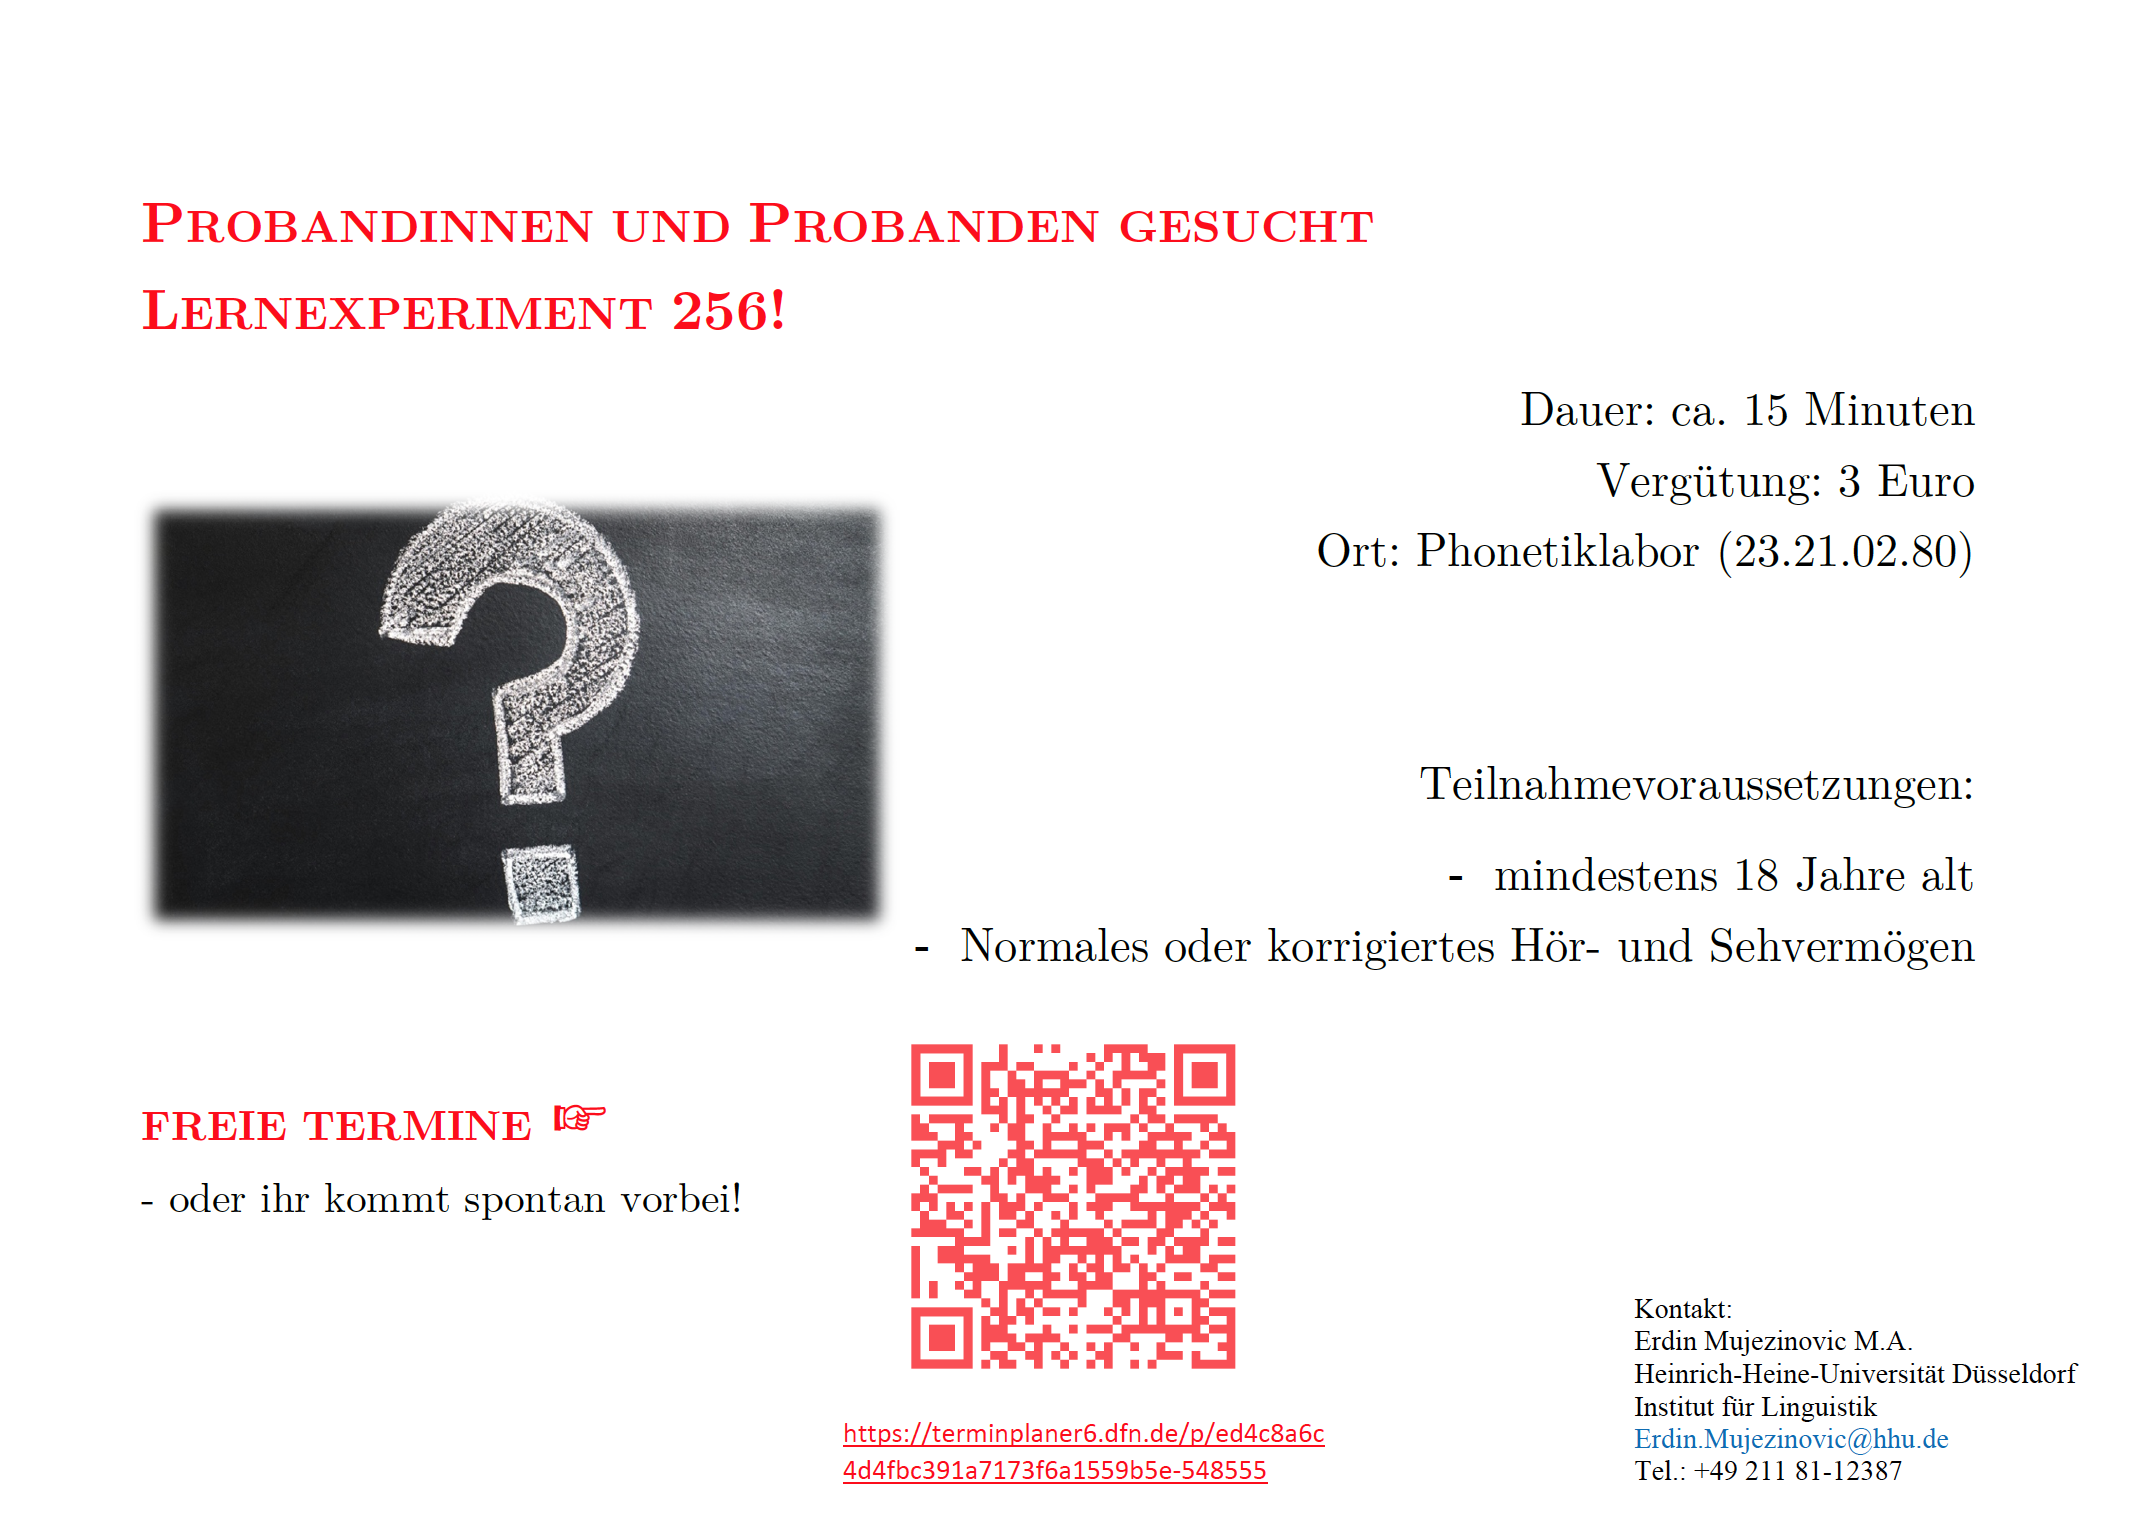 Probandinnen und Probanden gesucht
Lernexperiment 256!
Dauer: ca. 15 Minuten
Vergütung: 3 Euro
Ort: Phonetiklabor (23.21.02.80)
Teilnahmevoraussetzungen:
- mindestens 18 Jahre alt
- Normales oder korrigiertes Hör- und Sehvermögen
FREIE TERMINE ☞
- oder ihr kommt spontan vorbei!
https://terminplaner6.dfn.de/p/ed4c8a6c
4d4fbc391a7173f6a1559b5e-548555
Kontakt:
Erdin Mujezinovic M.A.
Heinrich-Heine-Universität Düsseldorf
Institut für Linguistik
Erdin.Mujezinovic@hhu.de
Tel.: +49 211 81-12387